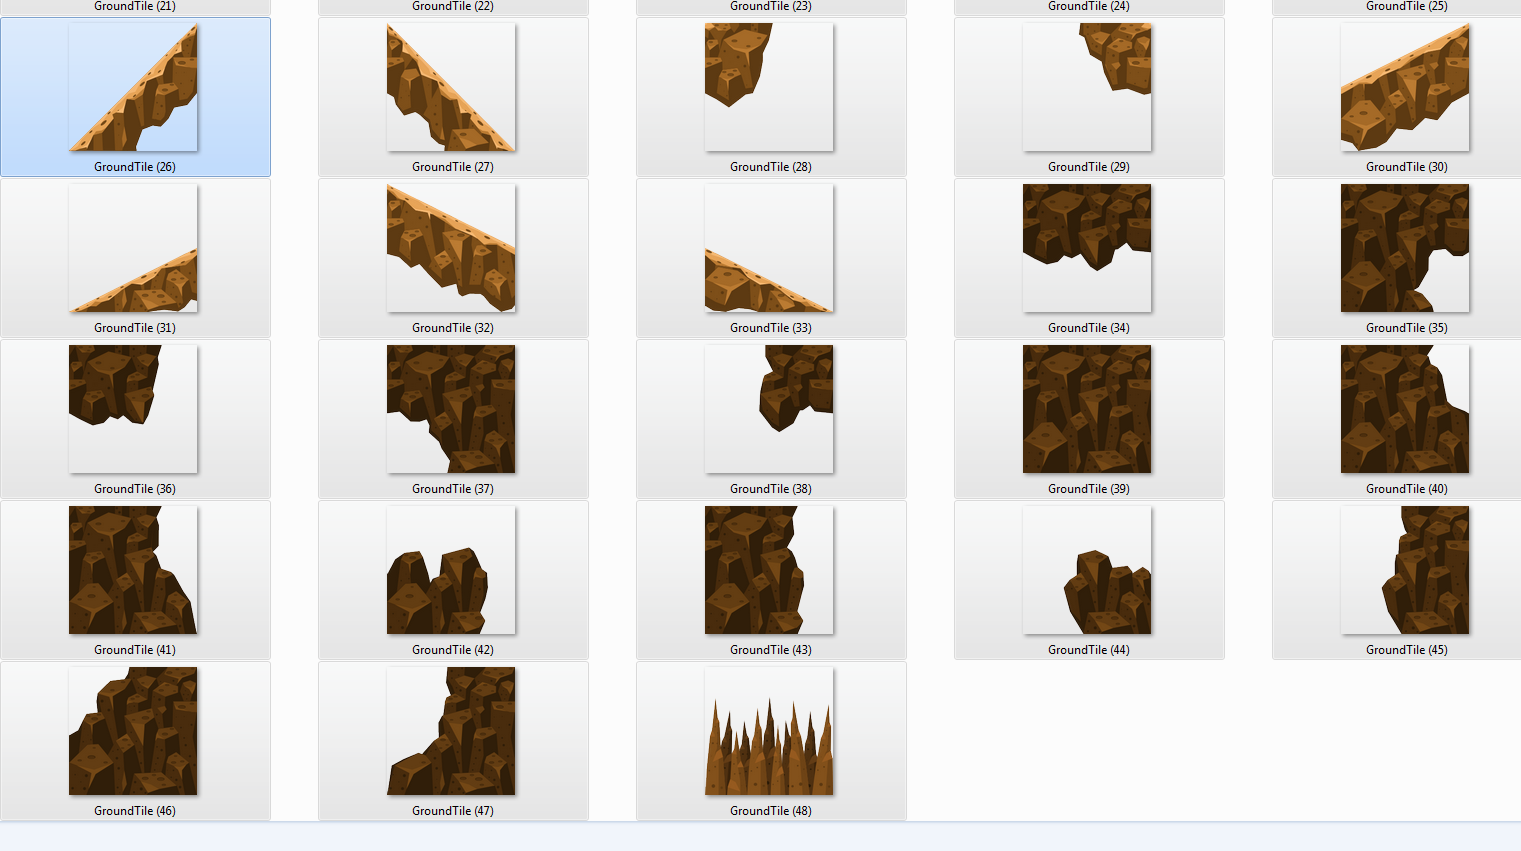 GroundTile (21)
GroundTile (22)
GroundTile (23)
GroundTile (24)
GroundTile (25)
GroundTile (26)
GroundTile (27)
GroundTile (28)
GroundTile (29)
GroundTile (30)
GroundTile (31)
GroundTile (32)
GroundTile (33)
GroundTile (34)
GroundTile (35)
GroundTile (36)
GroundTile (37)
GroundTile (38)
GroundTile (39)
GroundTile (40)
GroundTile (41)
GroundTile (42)
GroundTile (43)
GroundTile (44)
GroundTile (45)
GroundTile (46)
GroundTile (47)
GroundTile (48)